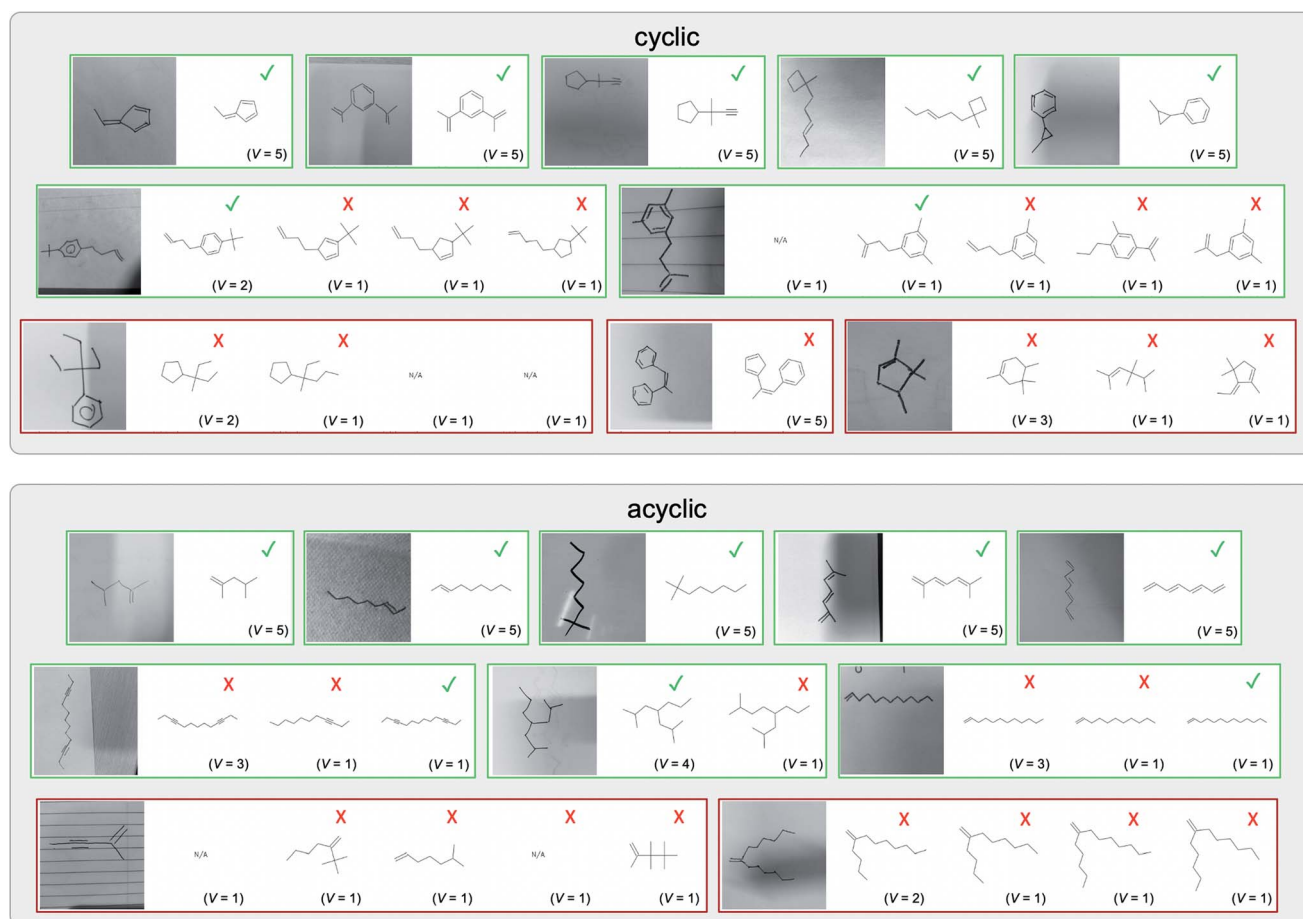 cyclic
✓ ✓ ✓ ✓ ✓
(V = 5) (V = 5) (V = 5) (V = 5) (V = 5)
✓ X X X ✓ X X X
N/A
(V = 2) (V = 1) (V = 1) (V = 1) (V = 1) (V = 1) (V = 1) (V = 1) (V = 1)
X X X X X X
N/A N/A
(V = 2) (V = 1) (V = 1) (V = 1) (V = 5) (V = 3) (V = 1) (V = 1)
acyclic
✓ ✓ ✓ ✓ ✓
(V = 5) (V = 5) (V = 5) (V = 5) (V = 5)
X X ✓ ✓ X X X ✓
(V = 3) (V = 1) (V = 1) (V = 4) (V = 1) (V = 3) (V = 1) (V = 1)
X X X X X X X X
N/A N/A
(V = 1) (V = 1) (V = 1) (V = 1) (V = 1) (V = 2) (V = 1) (V = 1) (V = 1)